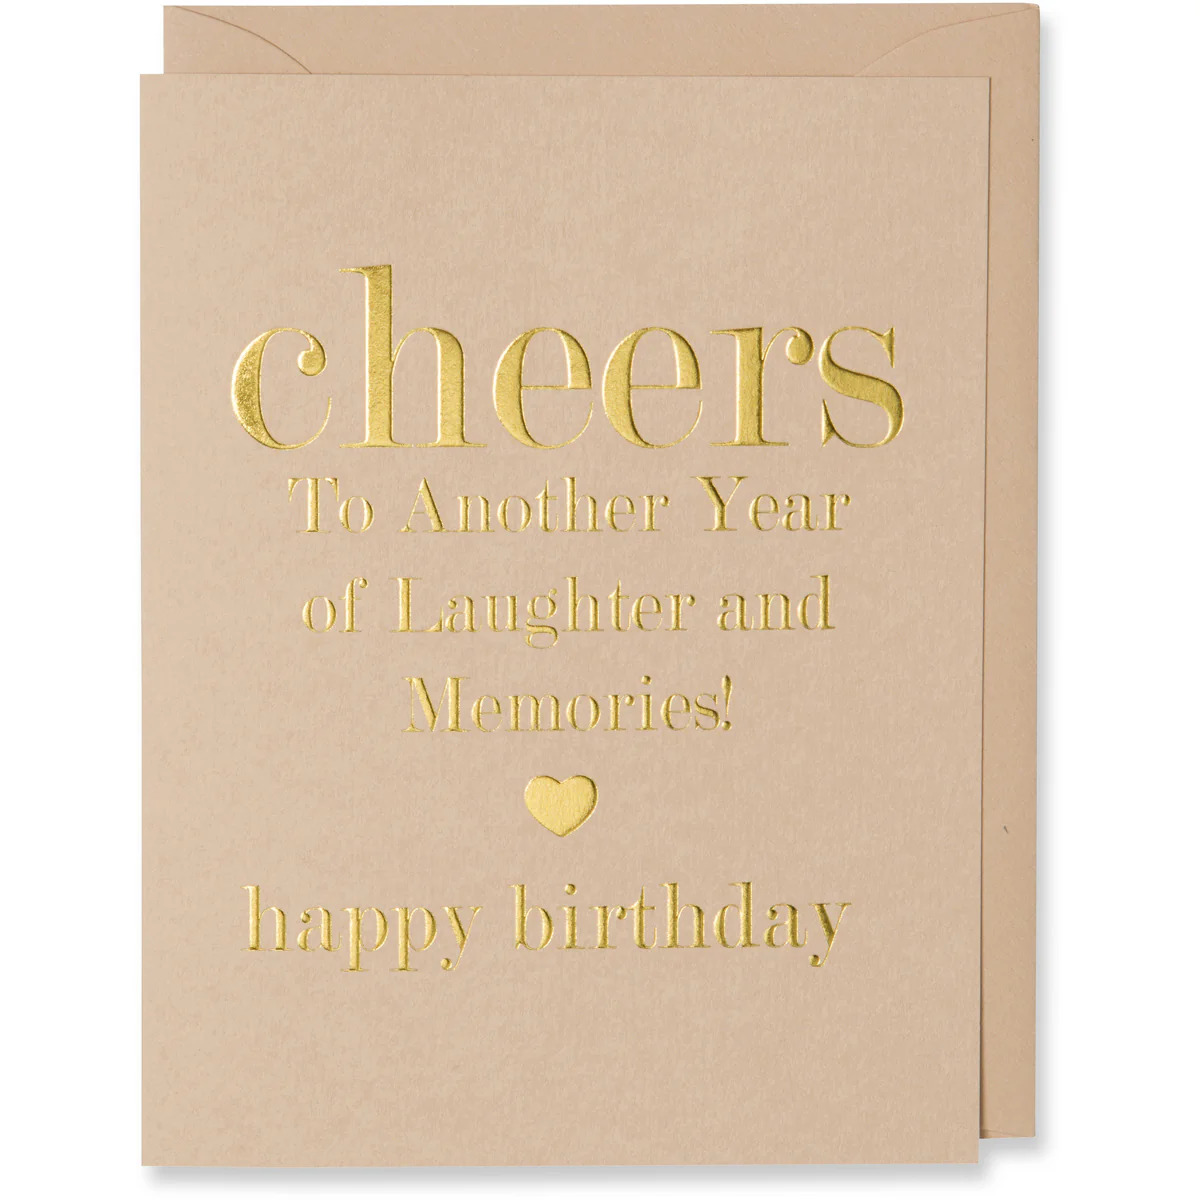 cheers
To Another Year
of Laughter and
Memories!
happy birthday